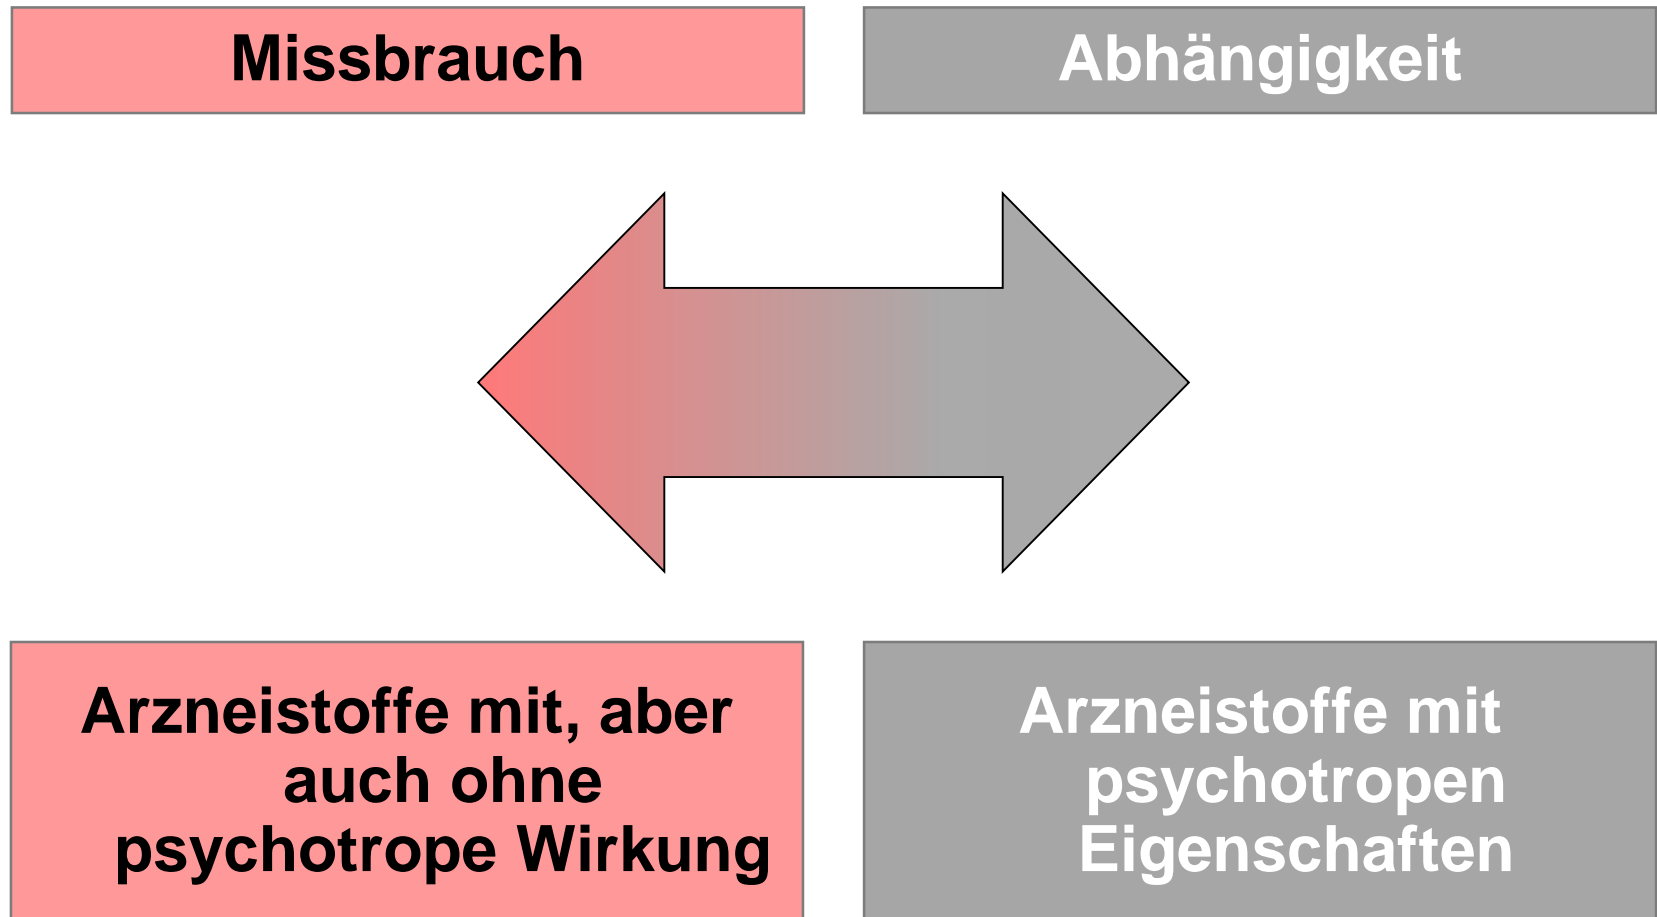 Missbrauch
Abhängigkeit
Arzneistoffe mit, aber
auch ohne
psychotrope Wirkung
Arzneistoffe mit
psychotropen
Eigenschaften